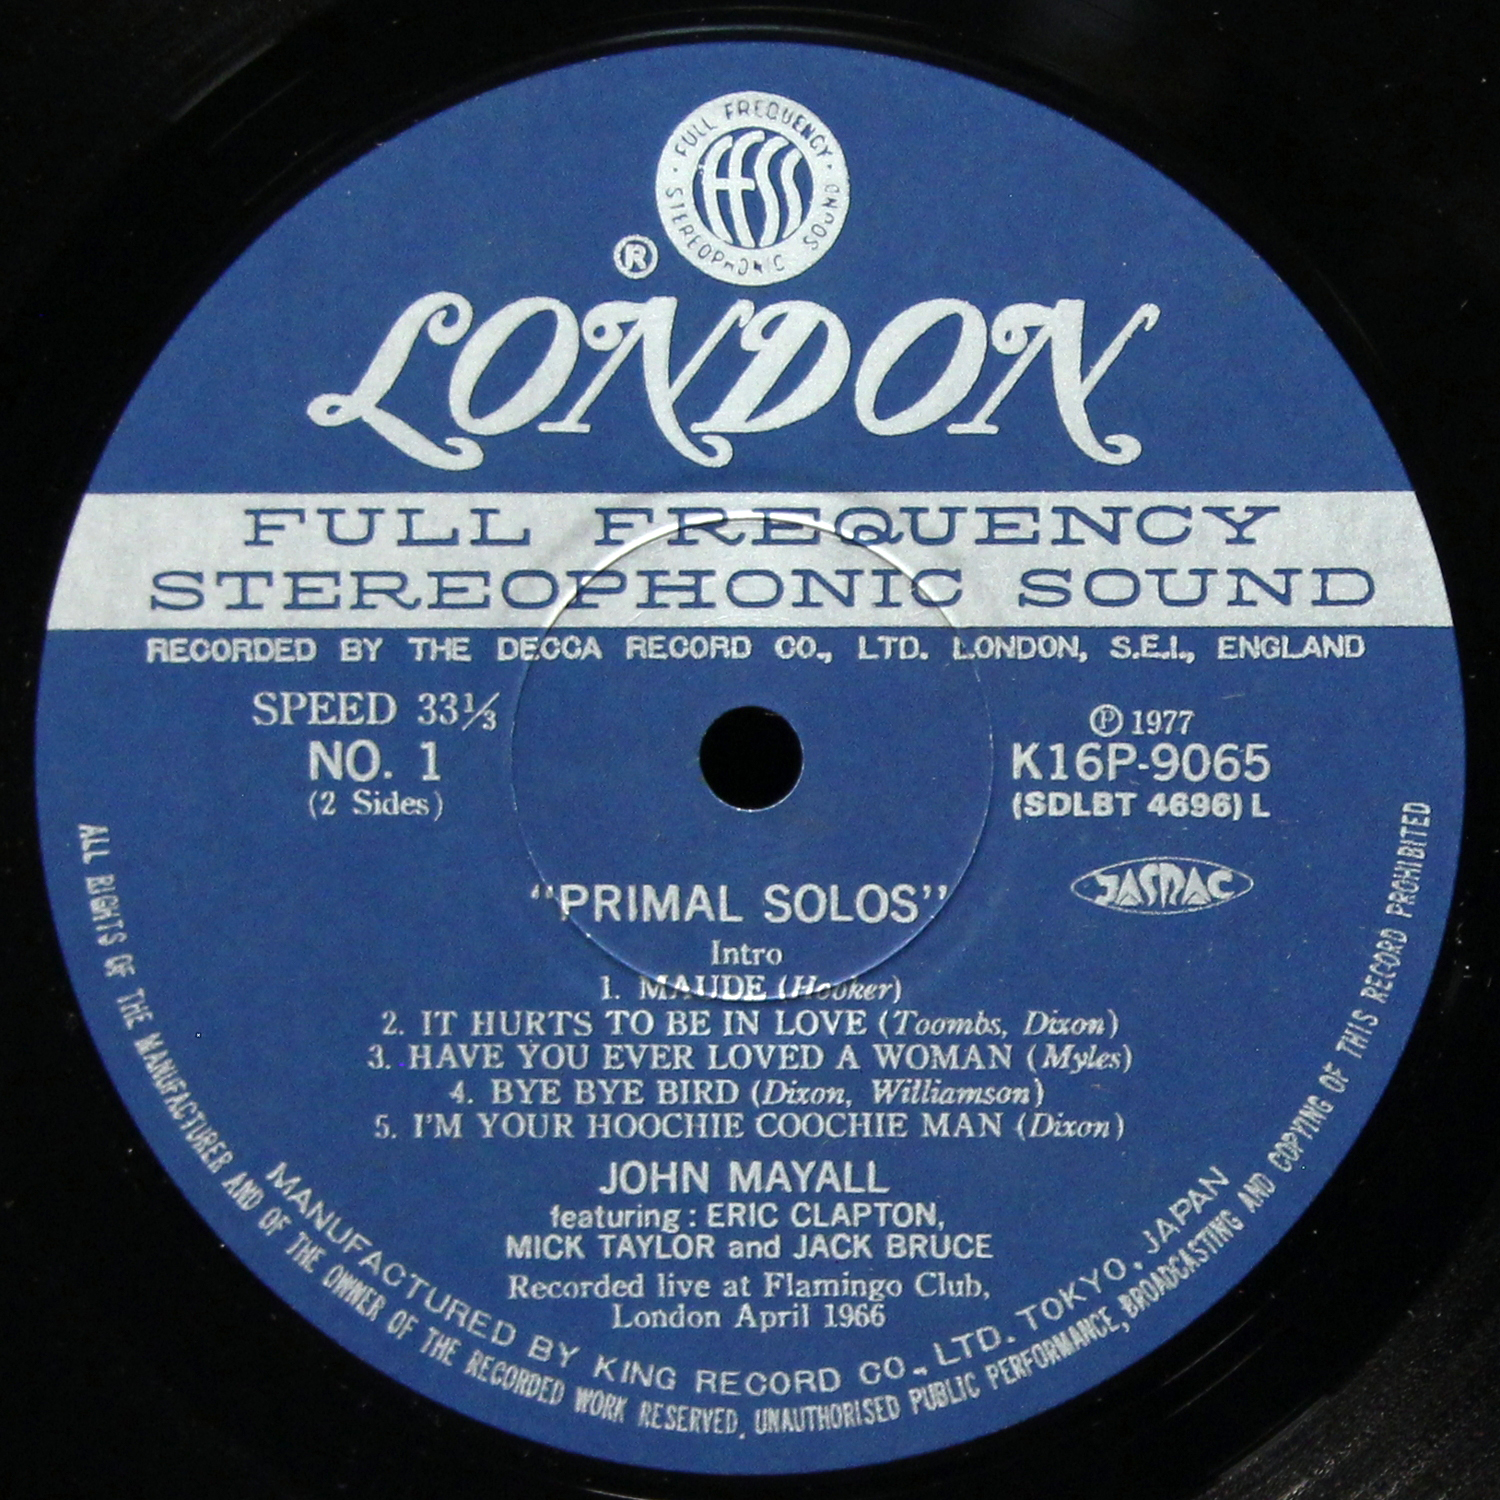 FULL FREQUENCY
ffss
STEREOPHONIC SOUND
®
LONDON
FULL FREQUENCY
STEREOPHONIC SOUND
RECORDED BY THE DECCA RECORD CO., LTD. LONDON, S.E.I., ENGLAND
SPEED 33⅓
NO. 1
(2 Sides)
℗ 1977
K16P-9065
(SDLBT 4696) L
JASRAC
“PRIMAL SOLOS”
Intro
1. MAUDE (Hooker)
2. IT HURTS TO BE IN LOVE (Toombs, Dixon)
3. HAVE YOU EVER LOVED A WOMAN (Myles)
4. BYE BYE BIRD (Dixon, Williamson)
5. I'M YOUR HOOCHIE COOCHIE MAN (Dixon)
JOHN MAYALL
featuring : ERIC CLAPTON,
MICK TAYLOR and JACK BRUCE
Recorded live at Flamingo Club,
London April 1966
MANUFACTURED BY KING RECORD CO., LTD. TOKYO, JAPAN
ALL RIGHTS OF THE MANUFACTURER AND OF THE OWNER OF THE RECORDED WORK RESERVED. UNAUTHORISED PUBLIC PERFORMANCE, BROADCASTING AND COPYING OF THIS RECORD PROHIBITED